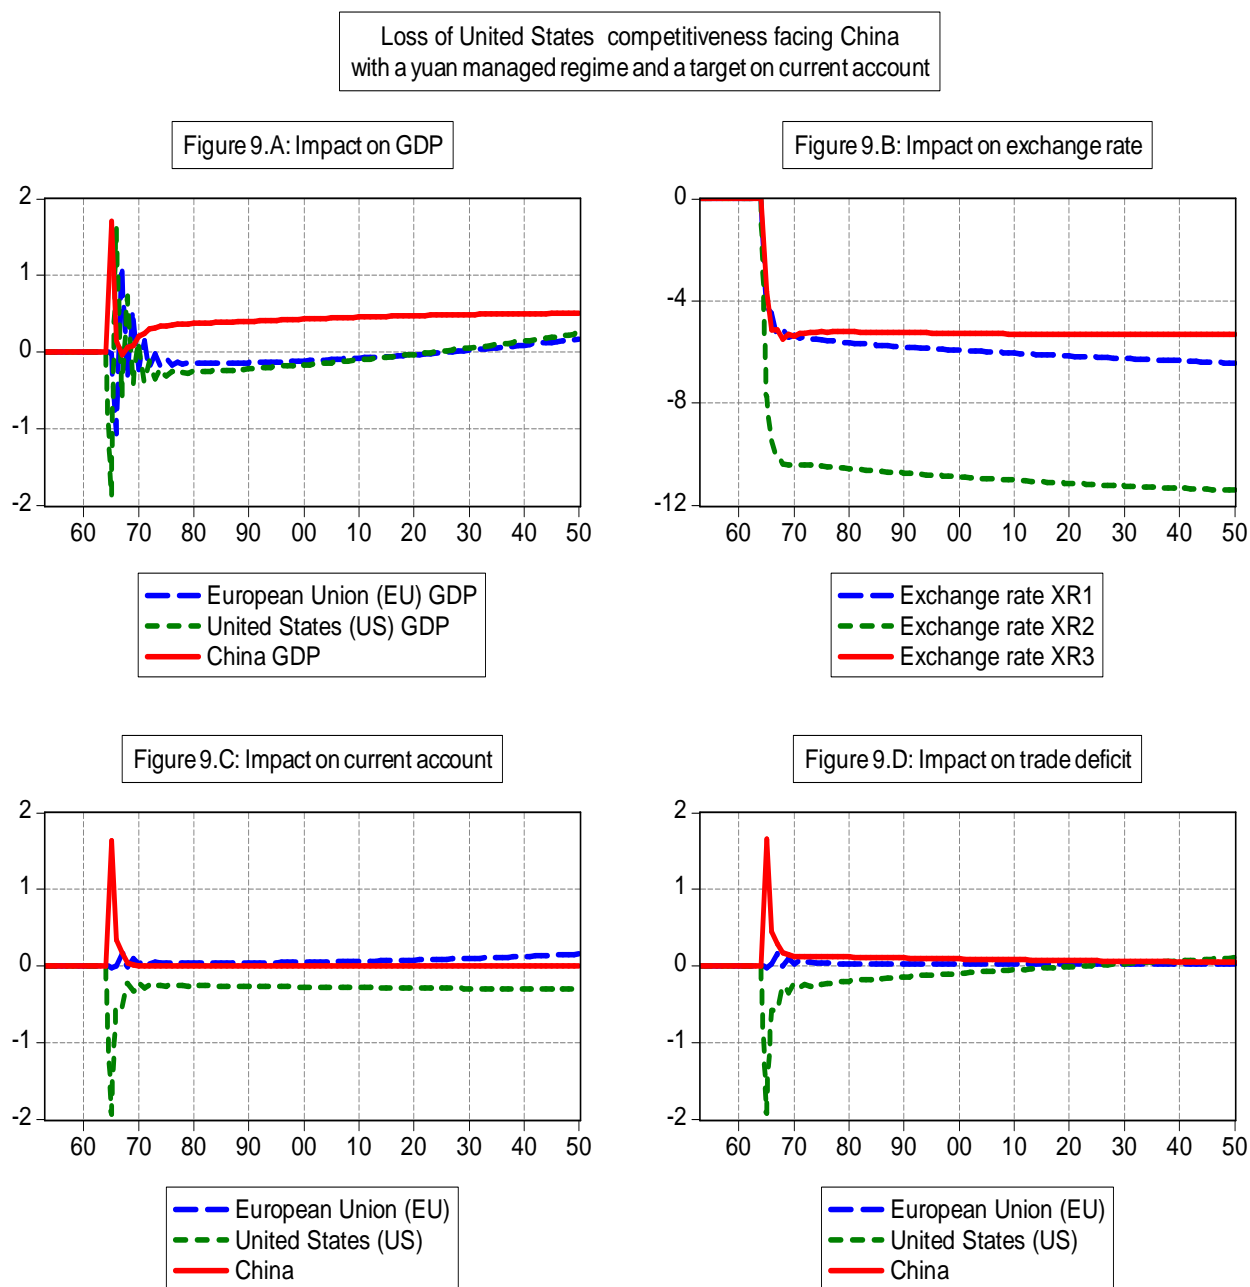 Loss of United States competitiveness facing China
with a yuan managed regime and a target on current account
Figure 9.A: Impact on GDP
2
1
0
-1
-2
60 70 80 90 00 10 20 30 40 50
European Union (EU) GDP
United States (US) GDP
China GDP
Figure 9.B: Impact on exchange rate
0
-4
-8
-12
60 70 80 90 00 10 20 30 40 50
Exchange rate XR1
Exchange rate XR2
Exchange rate XR3
Figure 9.C: Impact on current account
2
1
0
-1
-2
60 70 80 90 00 10 20 30 40 50
European Union (EU)
United States (US)
China
Figure 9.D: Impact on trade deficit
2
1
0
-1
-2
60 70 80 90 00 10 20 30 40 50
European Union (EU)
United States (US)
China